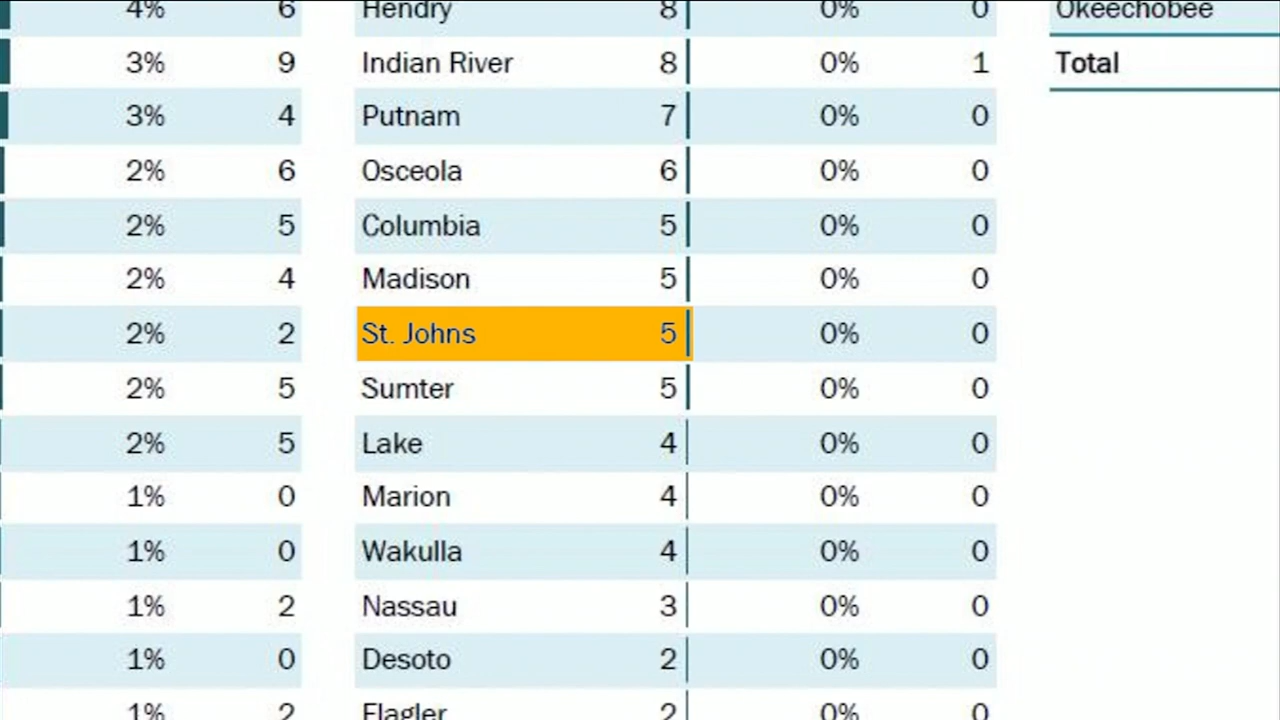 4% 6 Hendry 8 0% 0 Okeechobee
3% 9 Indian River 8 0% 1 Total
3% 4 Putnam 7 0% 0
2% 6 Osceola 6 0% 0
2% 5 Columbia 5 0% 0
2% 4 Madison 5 0% 0
2% 2 St. Johns 5 0% 0
2% 5 Sumter 5 0% 0
2% 5 Lake 4 0% 0
1% 0 Marion 4 0% 0
1% 0 Wakulla 4 0% 0
1% 2 Nassau 3 0% 0
1% 0 Desoto 2 0% 0
1% 2 Flagler 2 0% 0